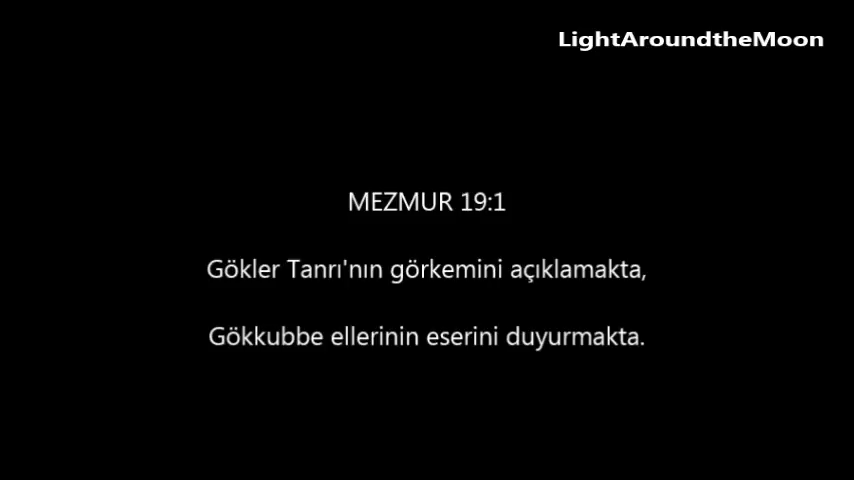 LightAroundtheMoon
MEZMUR 19:1
Gökler Tanrı'nın görkemini açıklamakta,
Gökkubbe ellerinin eserini duyurmakta.